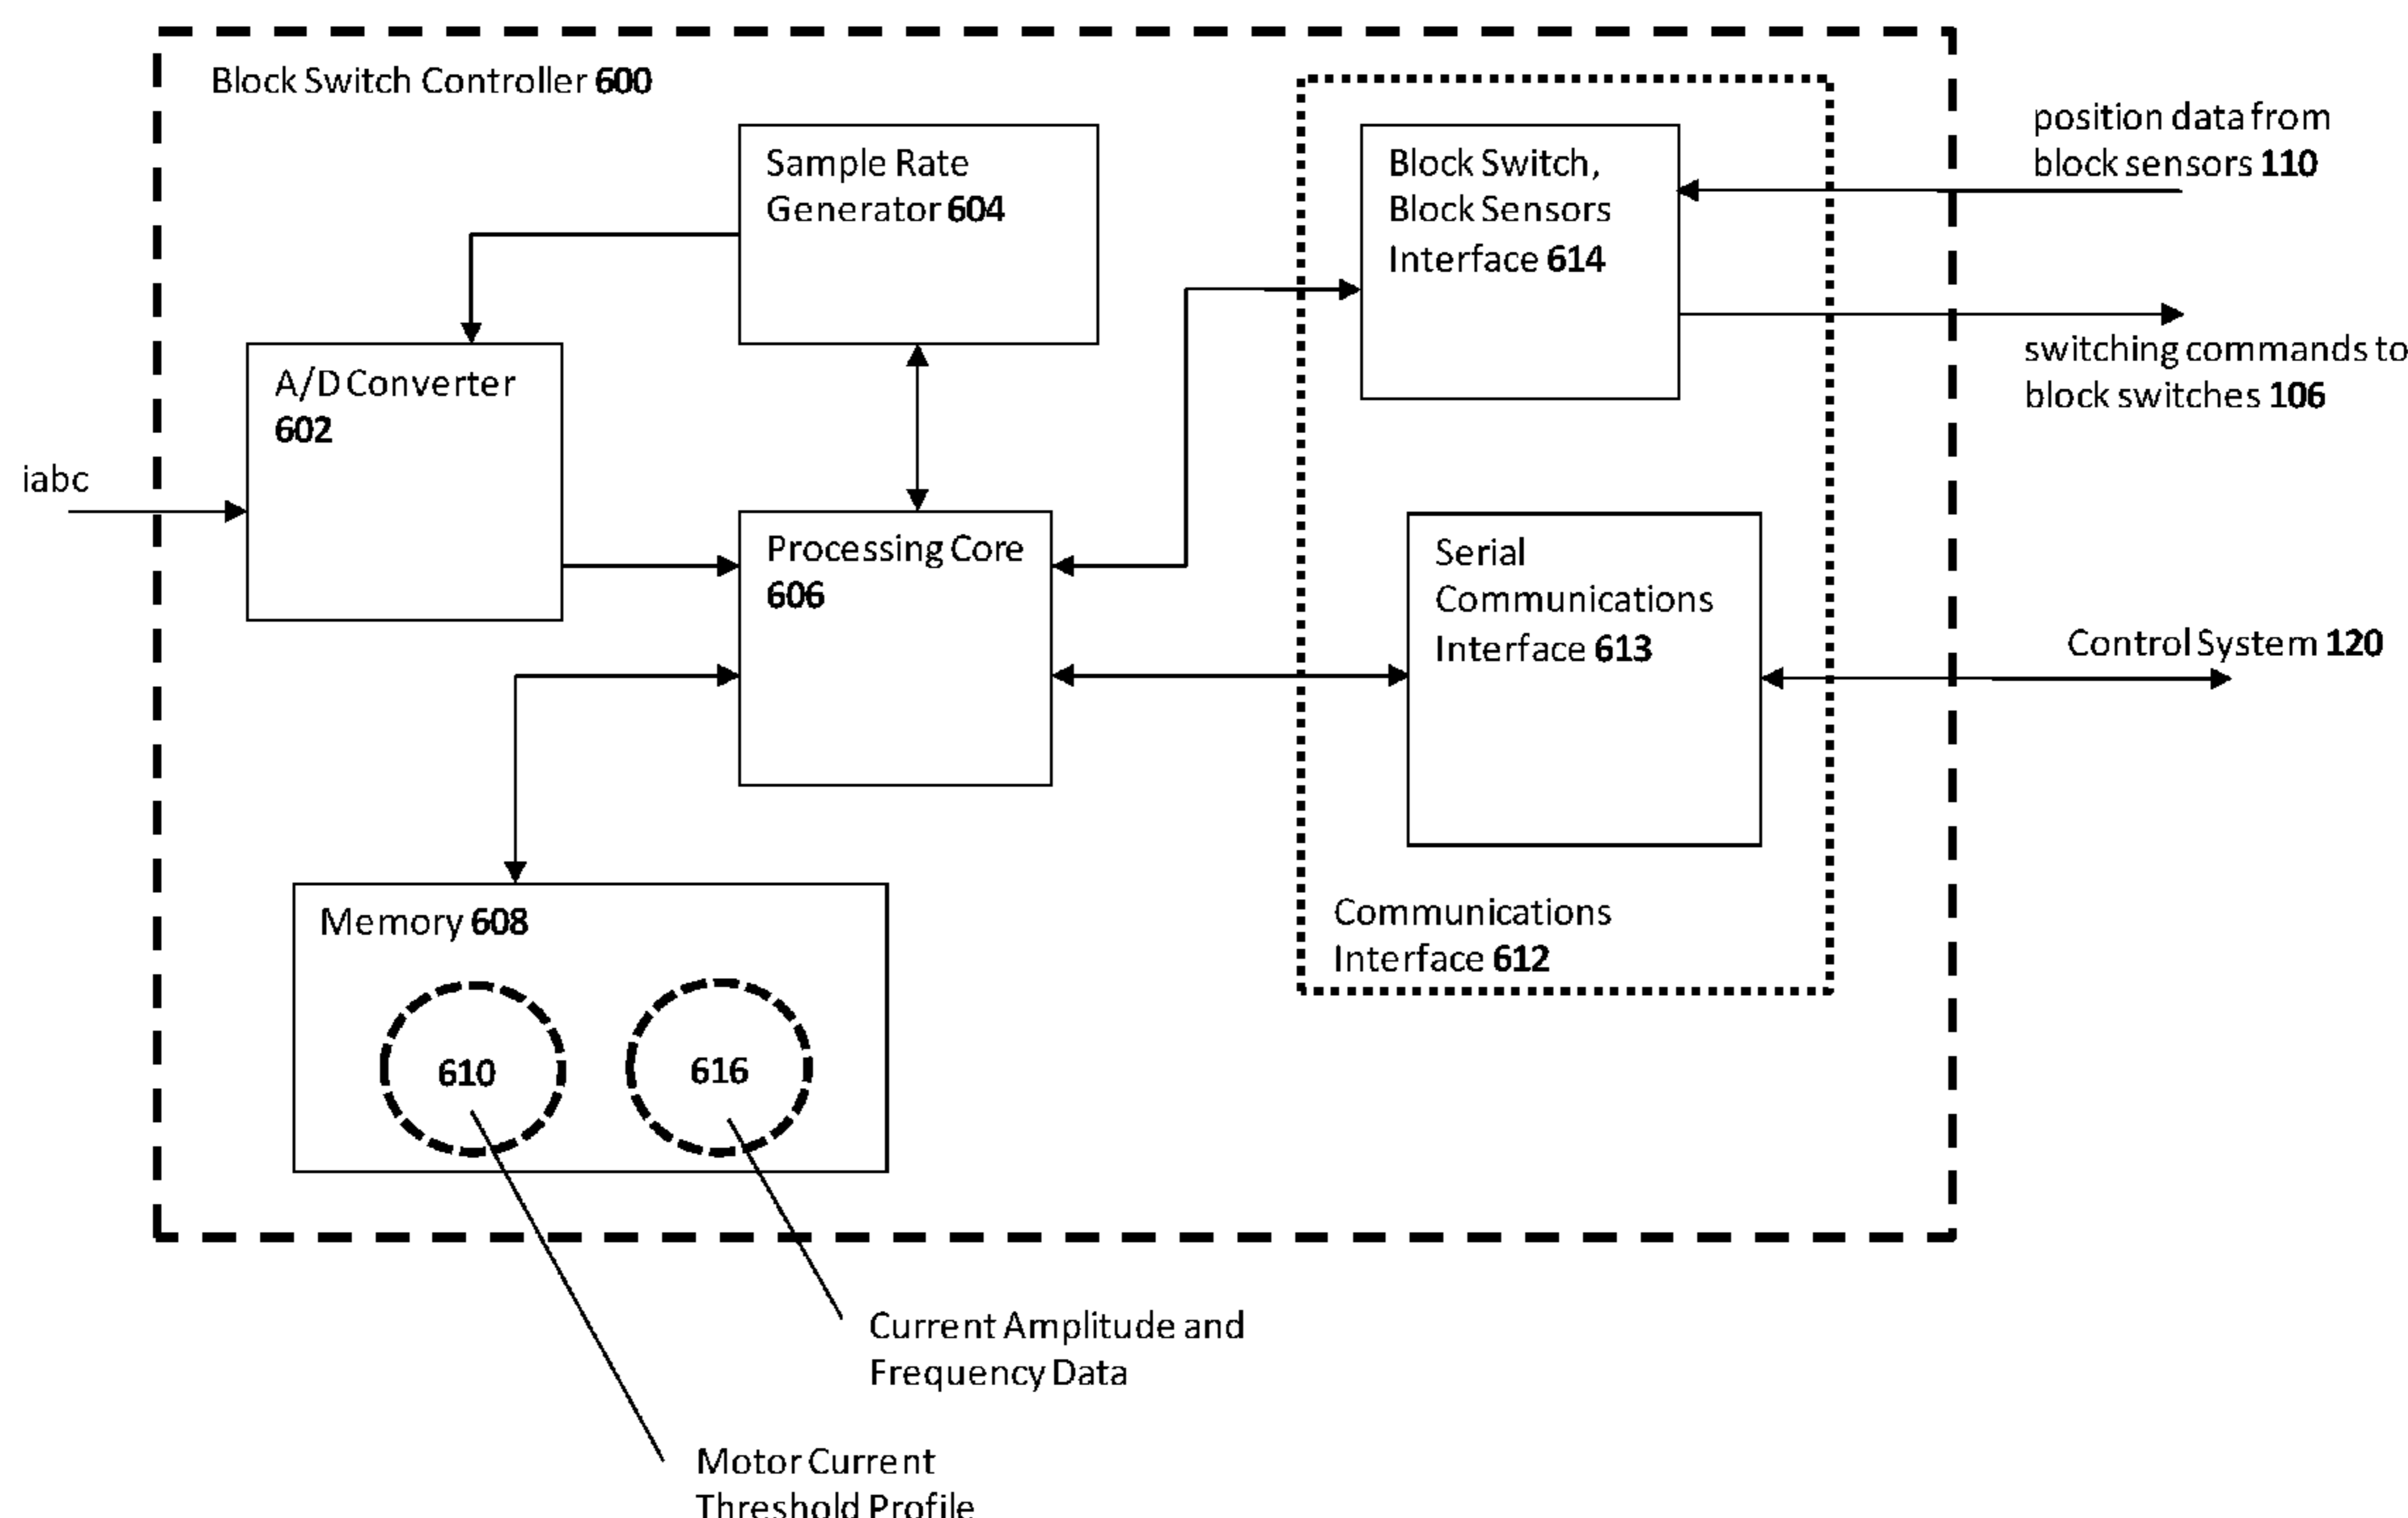 Block Switch Controller 600
position data from
block sensors 110
Sample Rate
Generator 604
Block Switch,
Block Sensors
Interface 614
switching commands to
block switches 106
A/D Converter
602
iabc
Processing Core
606
Serial
Communications
Interface 613
Control System 120
Memory 608
Communications
Interface 612
610
616
Current Amplitude and
Frequency Data
Motor Current
Threshold Profile